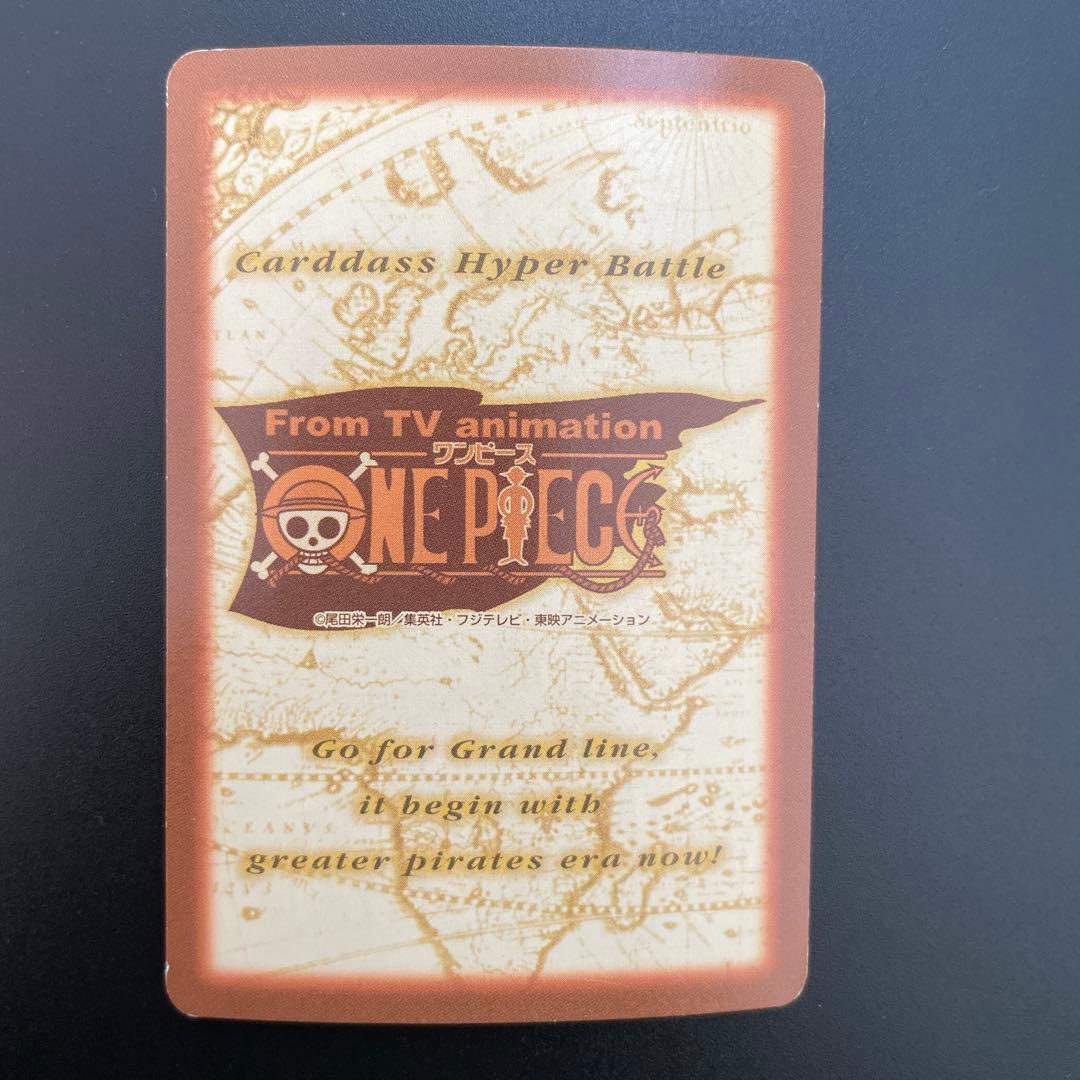 Septentrio
Carddass Hyper Battle
From TV animation
ワンピース
ONE PIECE
©尾田栄一朗/集英社・フジテレビ・東映アニメーション
Go for Grand line,
it begin with
greater pirates era now!